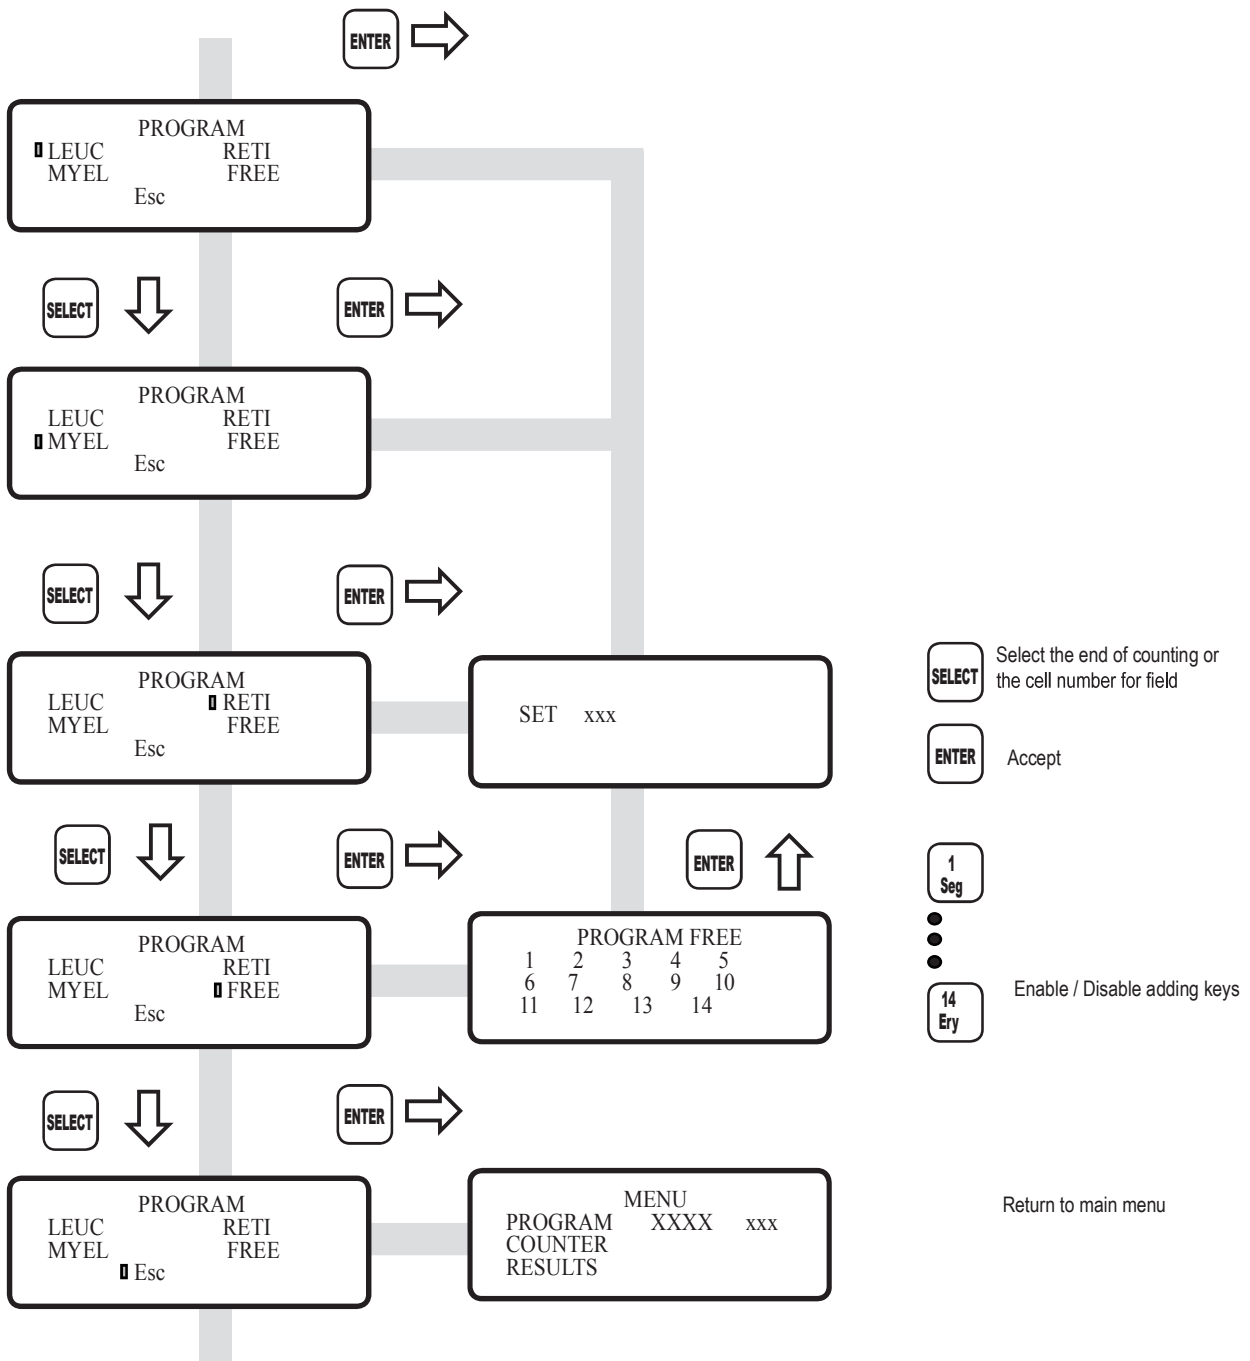 ENTER
PROGRAM
LEUC RETI
MYEL FREE
Esc
SELECT ENTER
PROGRAM
LEUC RETI
MYEL FREE
Esc
SELECT ENTER
PROGRAM
LEUC RETI
MYEL FREE
Esc
SET xxx
SELECT Select the end of counting or
the cell number for field
ENTER Accept
SELECT ENTER ENTER
1
Seg
PROGRAM
LEUC RETI
MYEL FREE
Esc
PROGRAM FREE
1 2 3 4 5
6 7 8 9 10
11 12 13 14
14
Ery
Enable / Disable adding keys
SELECT ENTER
PROGRAM
LEUC RETI
MYEL FREE
Esc
MENU
PROGRAM XXXX xxx
COUNTER
RESULTS
Return to main menu